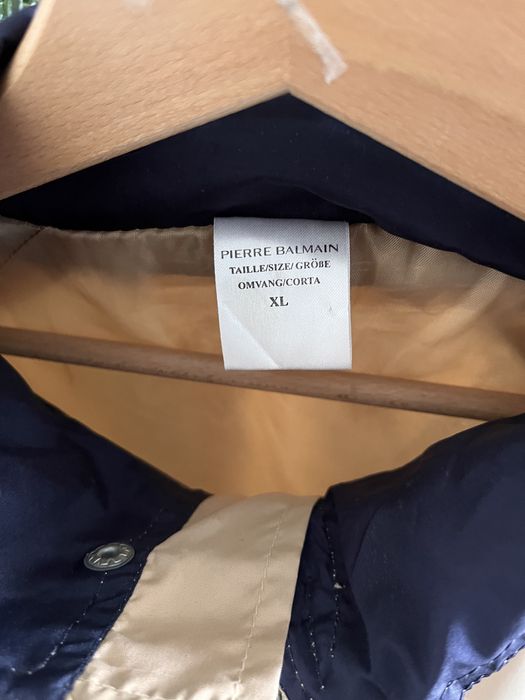 PIERRE BALMAIN
TAILLE/SIZE/ GRÖBE
OMVANG/CORTA
XL